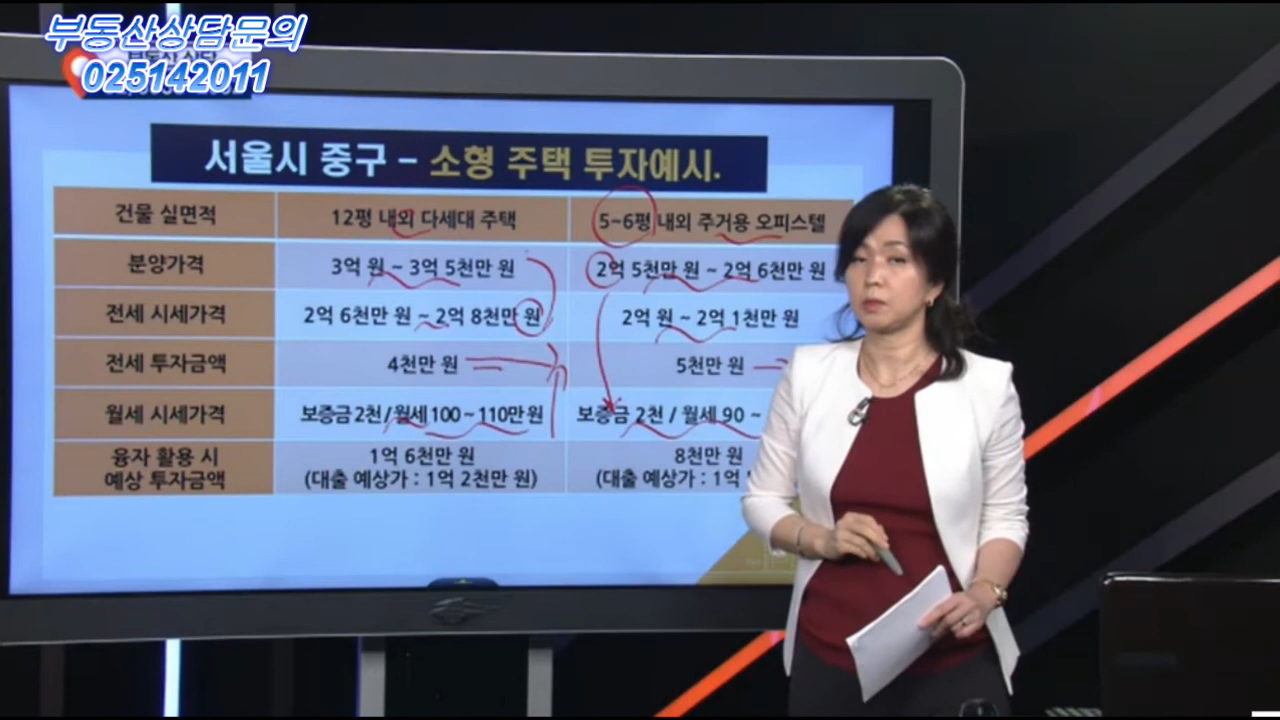 부동산상담문의
025142011
서울시 중구 - 소형 주택 투자예시.
건물 실면적 12평 내외 다세대 주택 5~6평 내외 주거용 오피스텔
분양가격 3억 원 ~ 3억 5천만 원 2억 5천만 원 ~ 2억 6천만 원
전세 시세가격 2억 6천만 원 ~ 2억 8천만 원 2억 원 ~ 2억 1천만 원
전세 투자금액 4천만 원 5천만 원
월세 시세가격 보증금 2천 / 월세 100 ~ 110만 원 보증금 2천 / 월세 90 ~
융자 활용 시 1억 6천만 원 8천만 원
예상 투자금액 (대출 예상가 : 1억 2천만 원) (대출 예상가 : 1억